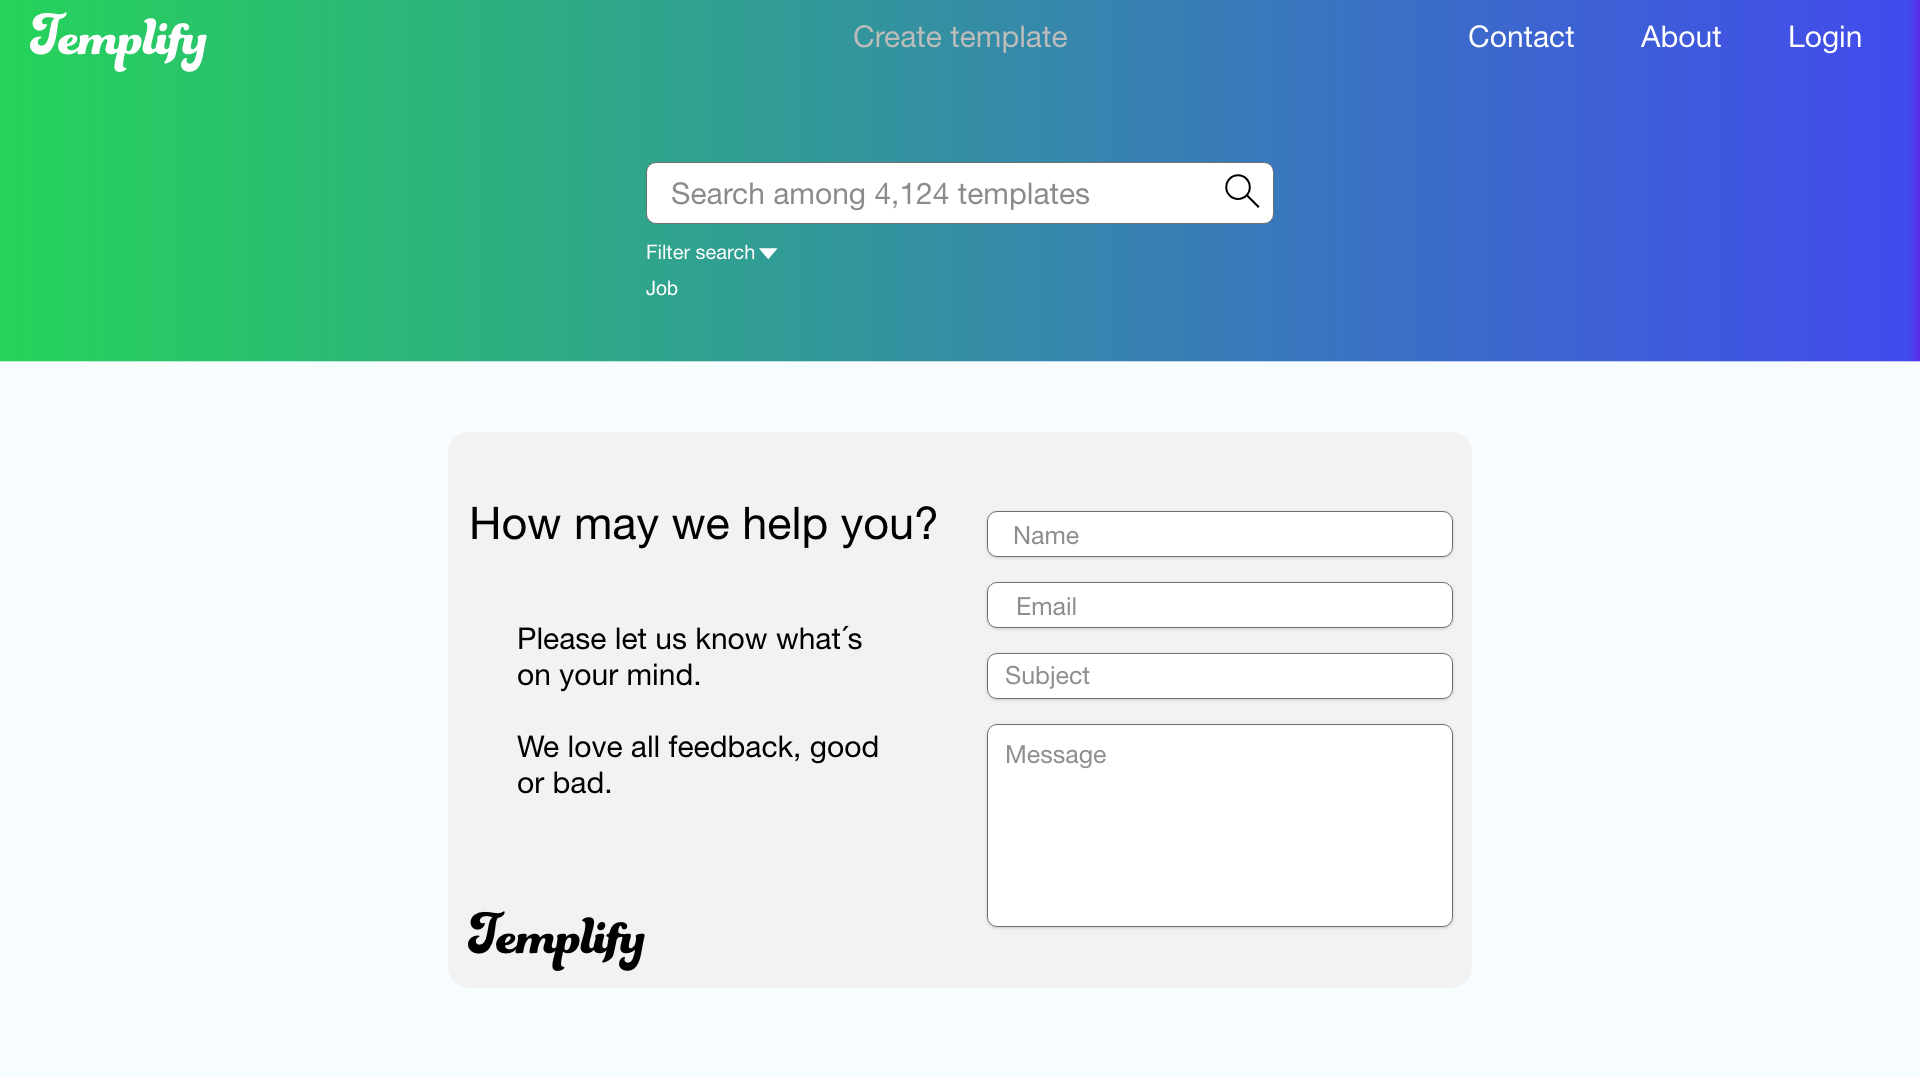 Templify
Create template
Contact
About
Login
Search among 4,124 templates
Filter search
Job
How may we help you?
Please let us know what´s
on your mind.
We love all feedback, good
or bad.
Templify
Name
Email
Subject
Message